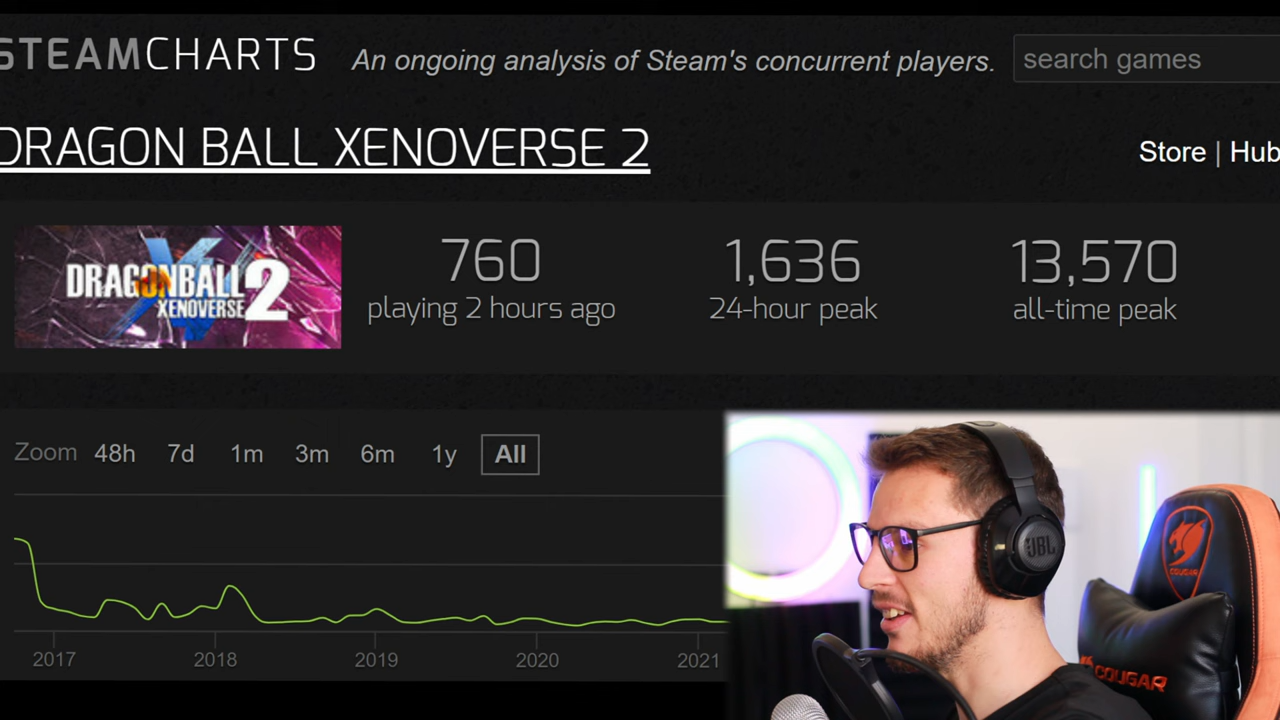 STEAMCHARTS
An ongoing analysis of Steam's concurrent players.
search games
DRAGON BALL XENOVERSE 2
Store | Hub
DRAGONBALL
XENOVERSE 2
760
playing 2 hours ago
1,636
24-hour peak
13,570
all-time peak
Zoom 48h 7d 1m 3m 6m 1y All
2017 2018 2019 2020 2021
JBL
COUGAR
COUGAR